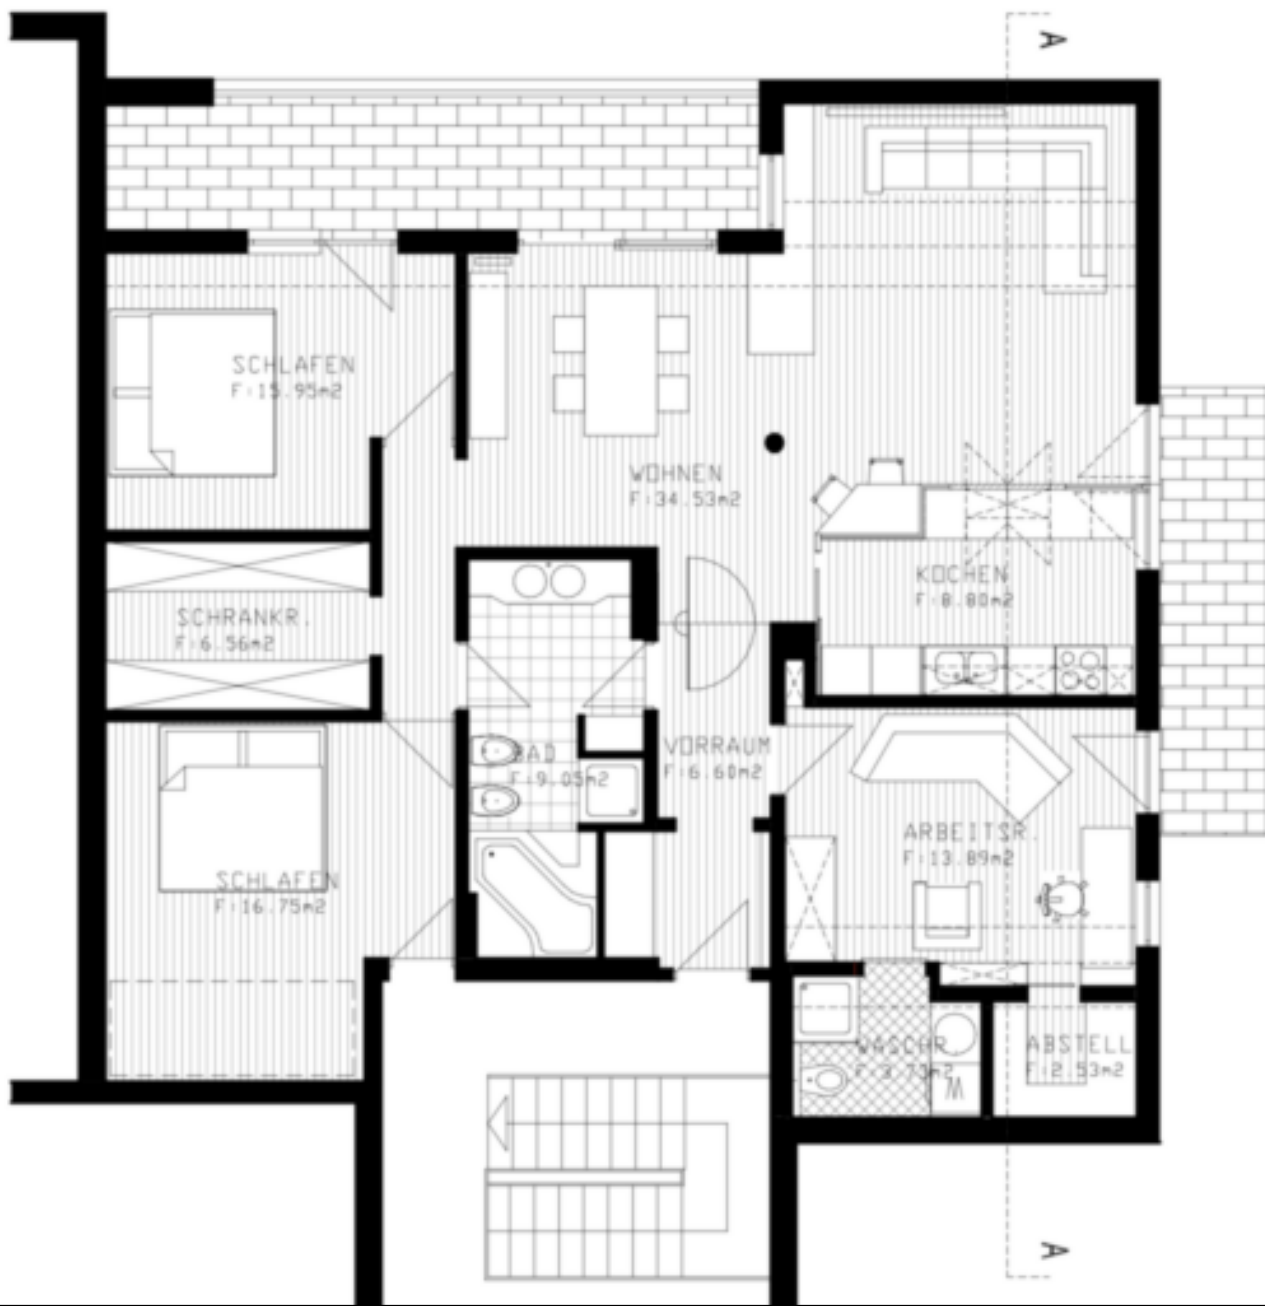 A
SCHLAFEN
F:15.95m2
WOHNEN
F:34.53m2
KOCHEN
F:8.80m2
SCHRANKR.
F:6.56m2
BAD
F:9.05m2
VORRAUM
F:6.60m2
ARBEITSR.
F:13.89m2
SCHLAFEN
F:16.75m2
WASCHR.
F:3.73m2
ABSTELL
F:2.53m2
A